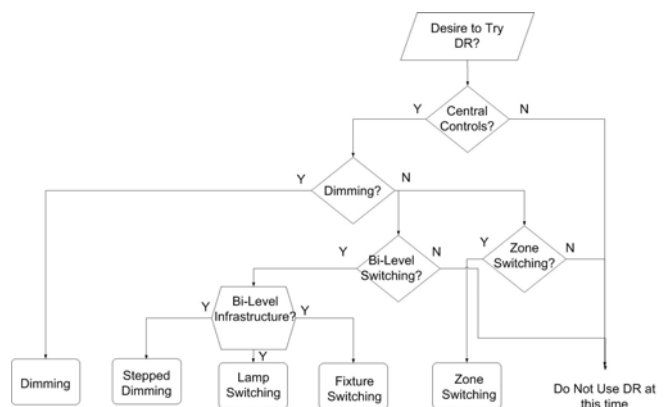 Desire to Try
DR?
Y
Central
Controls?
N
Y
Dimming?
N
Y
Bi-Level
Switching?
N
Y
Zone
Switching?
N
Y
Bi-Level
Infrastructure?
Y
Y
Dimming
Stepped
Dimming
Lamp
Switching
Fixture
Switching
Zone
Switching
Do Not Use DR at
this time